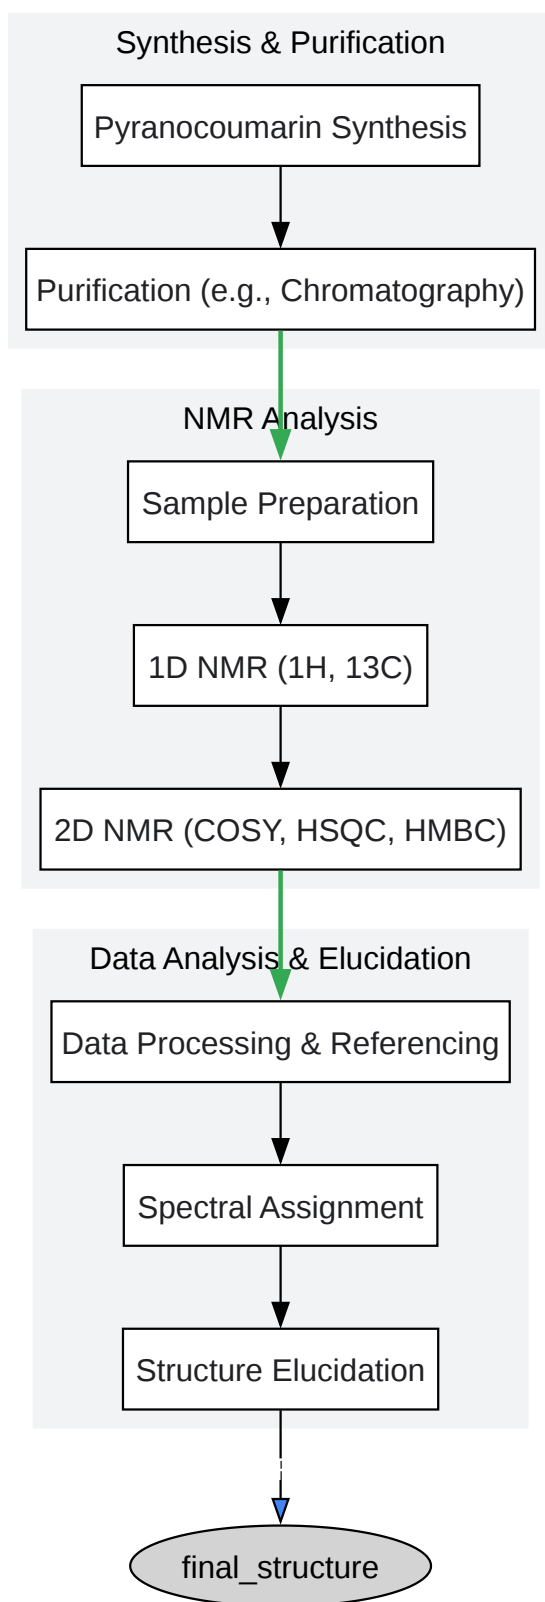 Synthesis & Purification
Pyranocoumarin Synthesis
Purification (e.g., Chromatography)
NMR Analysis
Sample Preparation
1D NMR (1H, 13C)
2D NMR (COSY, HSQC, HMBC)
Data Analysis & Elucidation
Data Processing & Referencing
Spectral Assignment
Structure Elucidation
final_structure